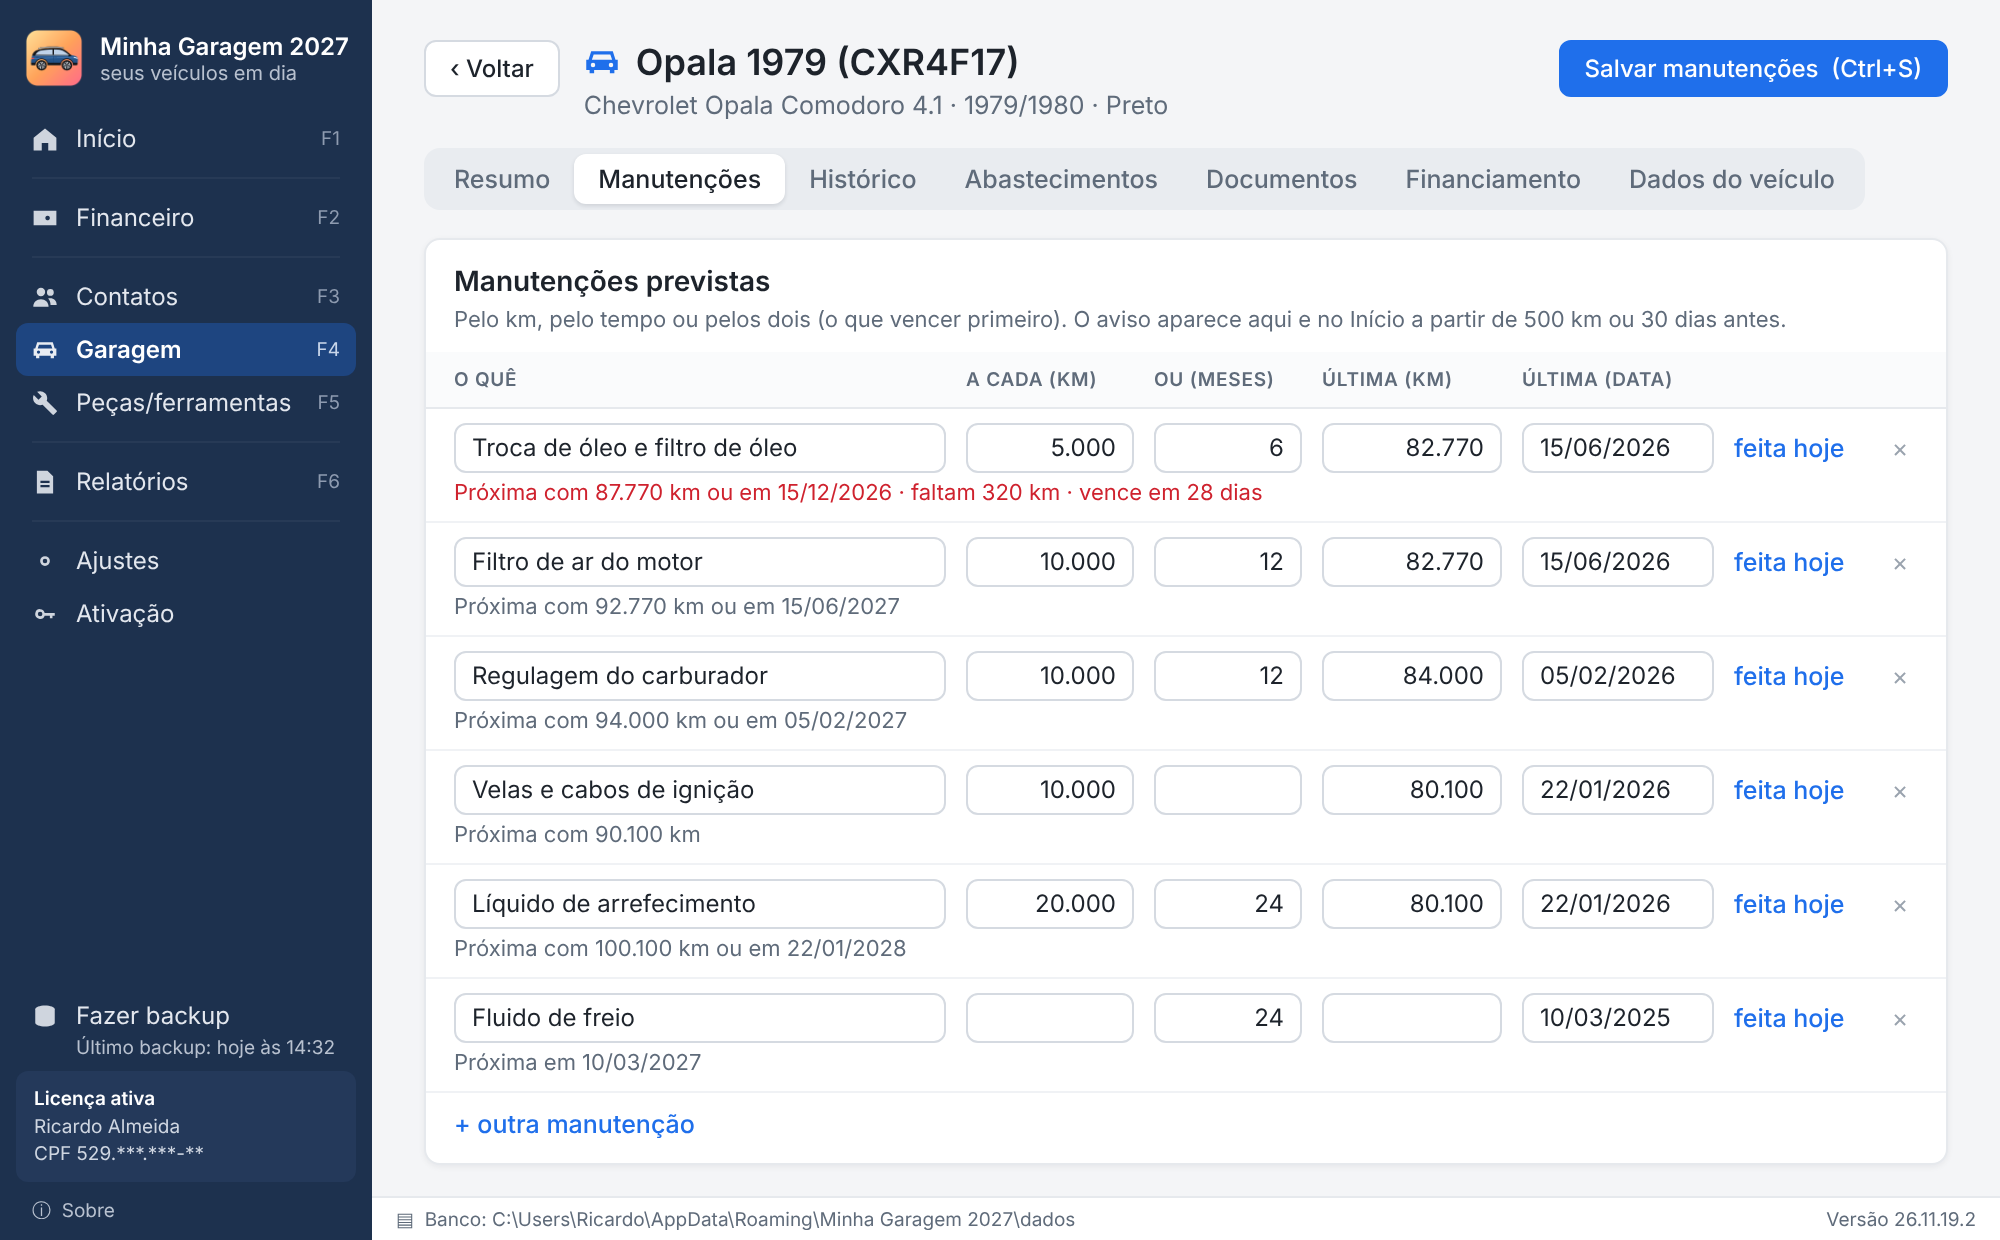 Minha Garagem 2027
seus veículos em dia
Início F1
Financeiro F2
Contatos F3
Garagem F4
Peças/ferramentas F5
Relatórios F6
Ajustes
Ativação
Fazer backup
Último backup: hoje às 14:32
Licença ativa
Ricardo Almeida
CPF 529.***.***-**
Sobre
‹ Voltar
Opala 1979 (CXR4F17)
Chevrolet Opala Comodoro 4.1 · 1979/1980 · Preto
Salvar manutenções (Ctrl+S)
Resumo Manutenções Histórico Abastecimentos Documentos Financiamento Dados do veículo
Manutenções previstas
Pelo km, pelo tempo ou pelos dois (o que vencer primeiro). O aviso aparece aqui e no Início a partir de 500 km ou 30 dias antes.
O QUÊ A CADA (KM) OU (MESES) ÚLTIMA (KM) ÚLTIMA (DATA)
Troca de óleo e filtro de óleo 5.000 6 82.770 15/06/2026 feita hoje ×
Próxima com 87.770 km ou em 15/12/2026 · faltam 320 km · vence em 28 dias
Filtro de ar do motor 10.000 12 82.770 15/06/2026 feita hoje ×
Próxima com 92.770 km ou em 15/06/2027
Regulagem do carburador 10.000 12 84.000 05/02/2026 feita hoje ×
Próxima com 94.000 km ou em 05/02/2027
Velas e cabos de ignição 10.000 80.100 22/01/2026 feita hoje ×
Próxima com 90.100 km
Líquido de arrefecimento 20.000 24 80.100 22/01/2026 feita hoje ×
Próxima com 100.100 km ou em 22/01/2028
Fluido de freio 24 10/03/2025 feita hoje ×
Próxima em 10/03/2027
+ outra manutenção
Banco: C:\Users\Ricardo\AppData\Roaming\Minha Garagem 2027\dados
Versão 26.11.19.2